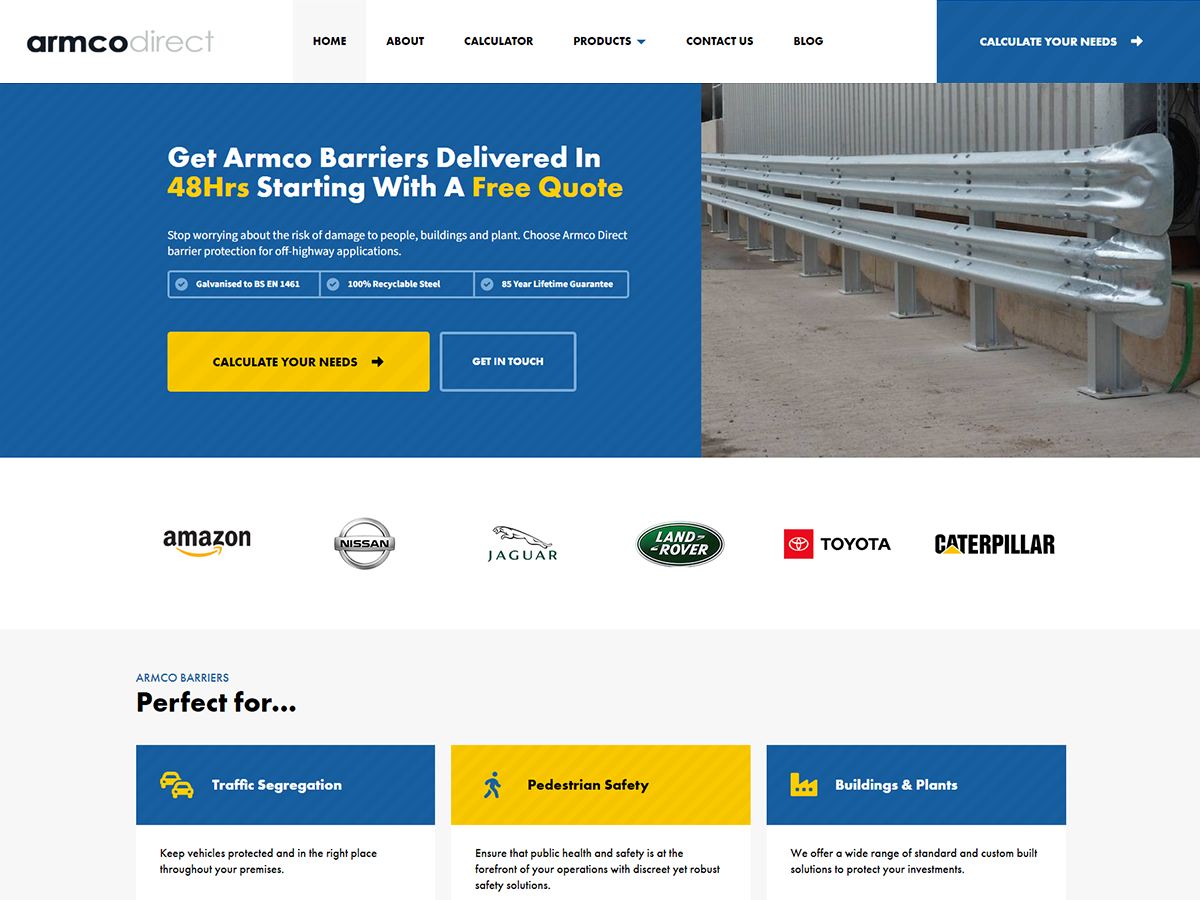 armcodirect
HOME
ABOUT
CALCULATOR
PRODUCTS
CONTACT US
BLOG
CALCULATE YOUR NEEDS
Get Armco Barriers Delivered In
48Hrs Starting With A Free Quote
Stop worrying about the risk of damage to people, buildings and plant. Choose Armco Direct
barrier protection for off-highway applications.
Galvanised to BS EN 1461
100% Recyclable Steel
85 Year Lifetime Guarantee
CALCULATE YOUR NEEDS
GET IN TOUCH
amazon
NISSAN
JAGUAR
LAND-
-ROVER
TOYOTA
CATERPILLAR
ARMCO BARRIERS
Perfect for...
Traffic Segregation
Keep vehicles protected and in the right place
throughout your premises.
Pedestrian Safety
Ensure that public health and safety is at the
forefront of your operations with discreet yet robust
safety solutions.
Buildings & Plants
We offer a wide range of standard and custom built
solutions to protect your investments.